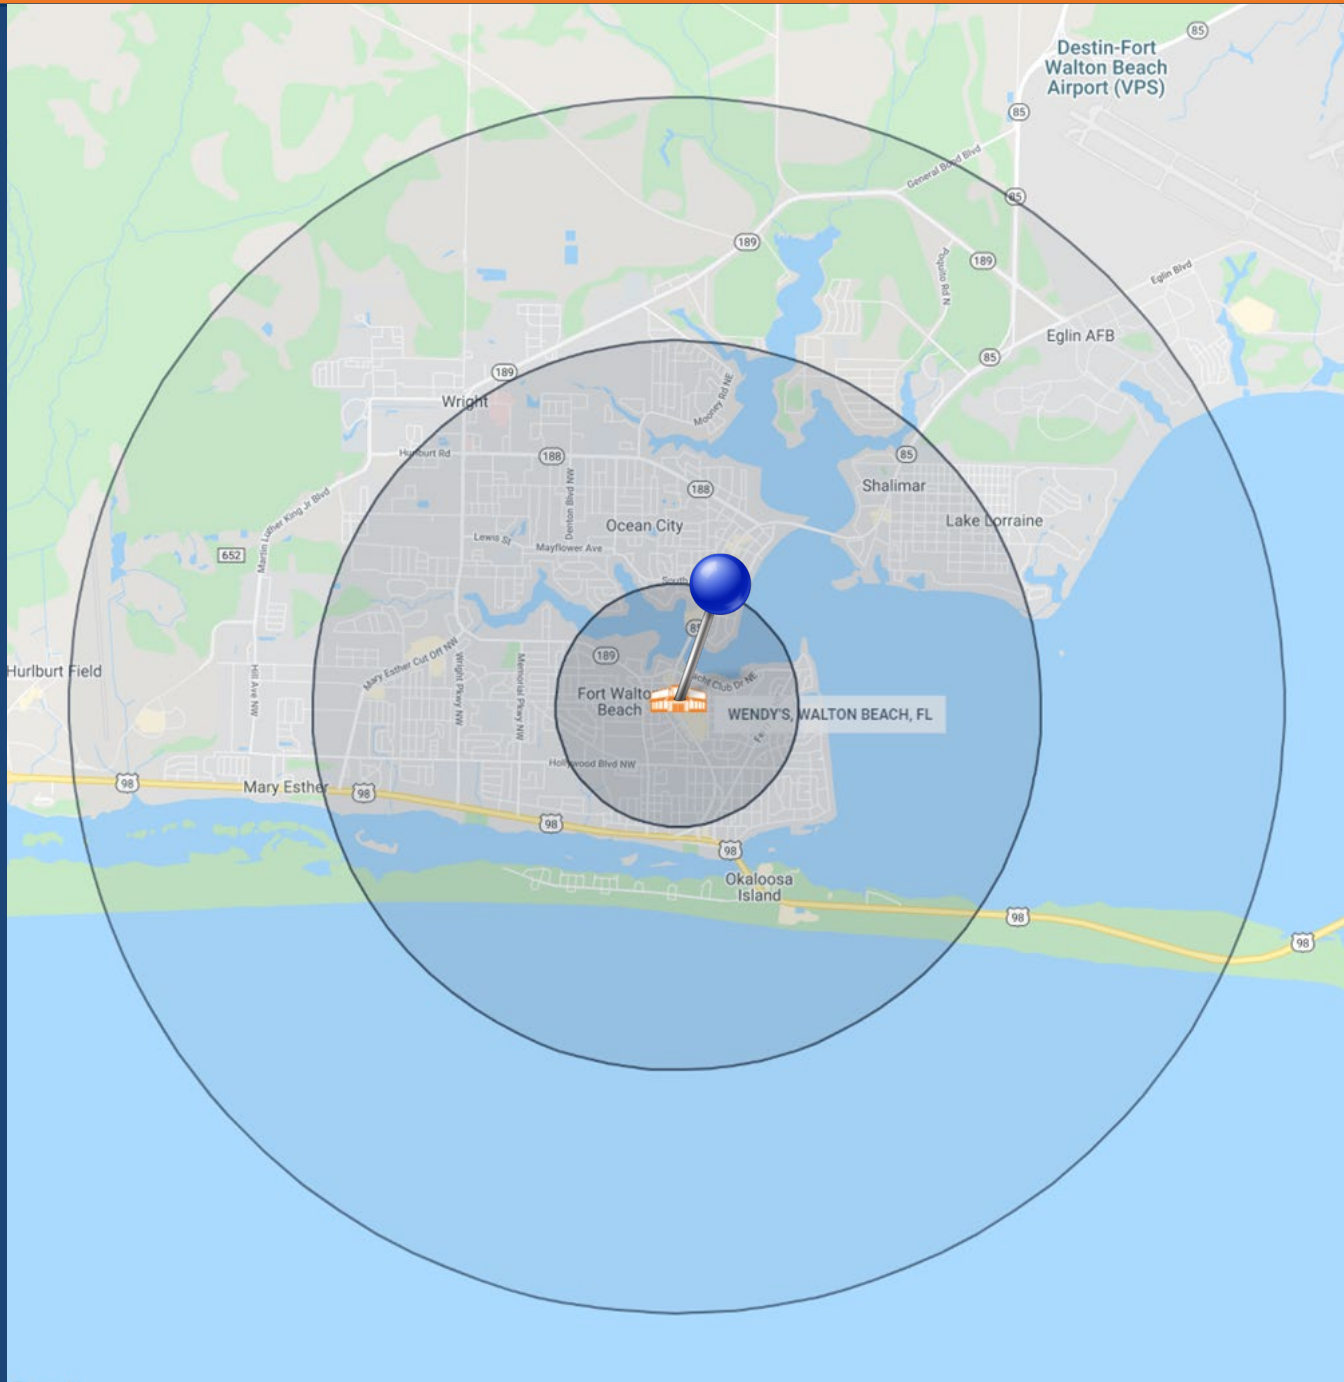 85
Destin-Fort
Walton Beach
Airport (VPS)
85
General Bond Blvd
85
189
189
Poquito Rd N
Eglin Blvd
Eglin AFB
85
189
Wright
Mooney Rd NE
Hurlburt Rd
188
85
188
Shalimar
Denton Blvd NW
Ocean City
Lake Lorraine
Martin Luther King Jr Blvd
Lewis St
Mayflower Ave
652
South
189
Mary Esther Cut Off NW
Hurlburt Field
Hill Ave NW
Wright Pkwy NW
Memorial Pkwy NW
Yacht Club Dr NE
Fort Walto
Beach
WENDY'S, WALTON BEACH, FL
Hollywood Blvd NW
98
Mary Esther
98
98
98
Okaloosa
Island
98
98